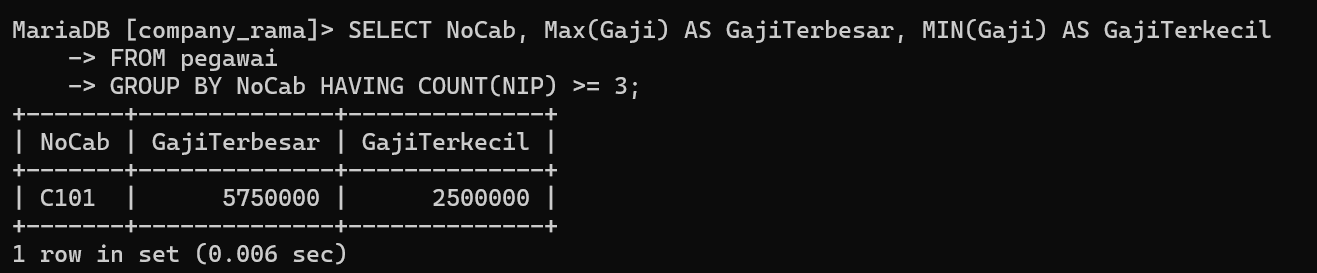 MariaDB [company_rama]> SELECT NoCab, Max(Gaji) AS GajiTerbesar, MIN(Gaji) AS GajiTerkecil
    -> FROM pegawai
    -> GROUP BY NoCab HAVING COUNT(NIP) >= 3;
+-------+--------------+--------------+
| NoCab | GajiTerbesar | GajiTerkecil |
+-------+--------------+--------------+
| C101  |      5750000 |      2500000 |
+-------+--------------+--------------+
1 row in set (0.006 sec)